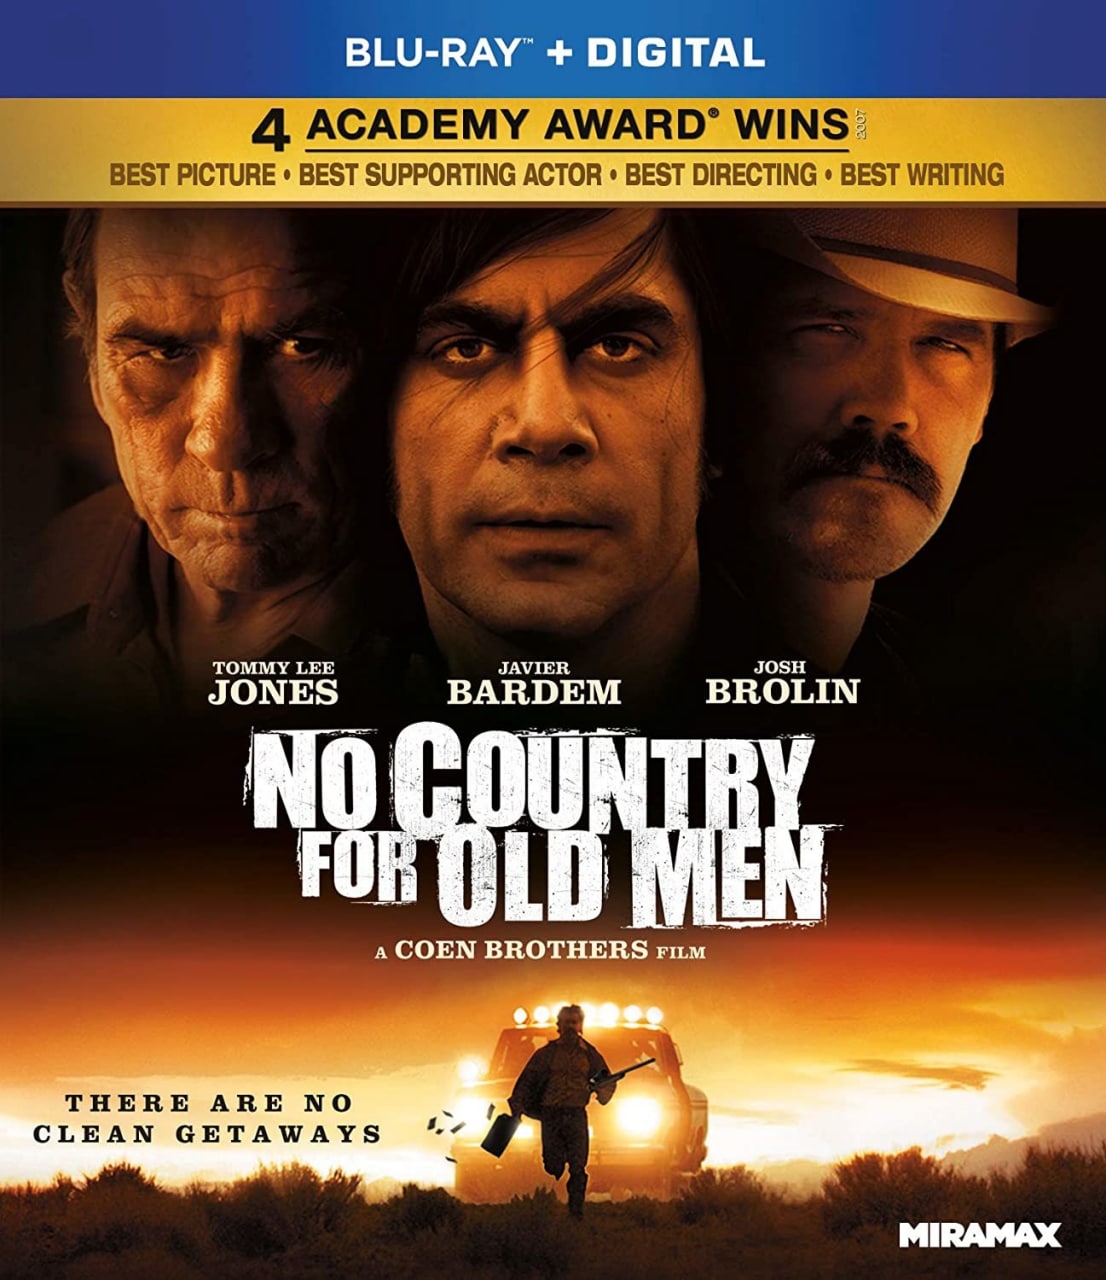 BLU-RAY™ + DIGITAL
4 ACADEMY AWARD® WINS 2007
BEST PICTURE • BEST SUPPORTING ACTOR • BEST DIRECTING • BEST WRITING
TOMMY LEE
JONES
JAVIER
BARDEM
JOSH
BROLIN
NO COUNTRY
FOR OLD MEN
A COEN BROTHERS FILM
THERE ARE NO
CLEAN GETAWAYS
MIRAMAX